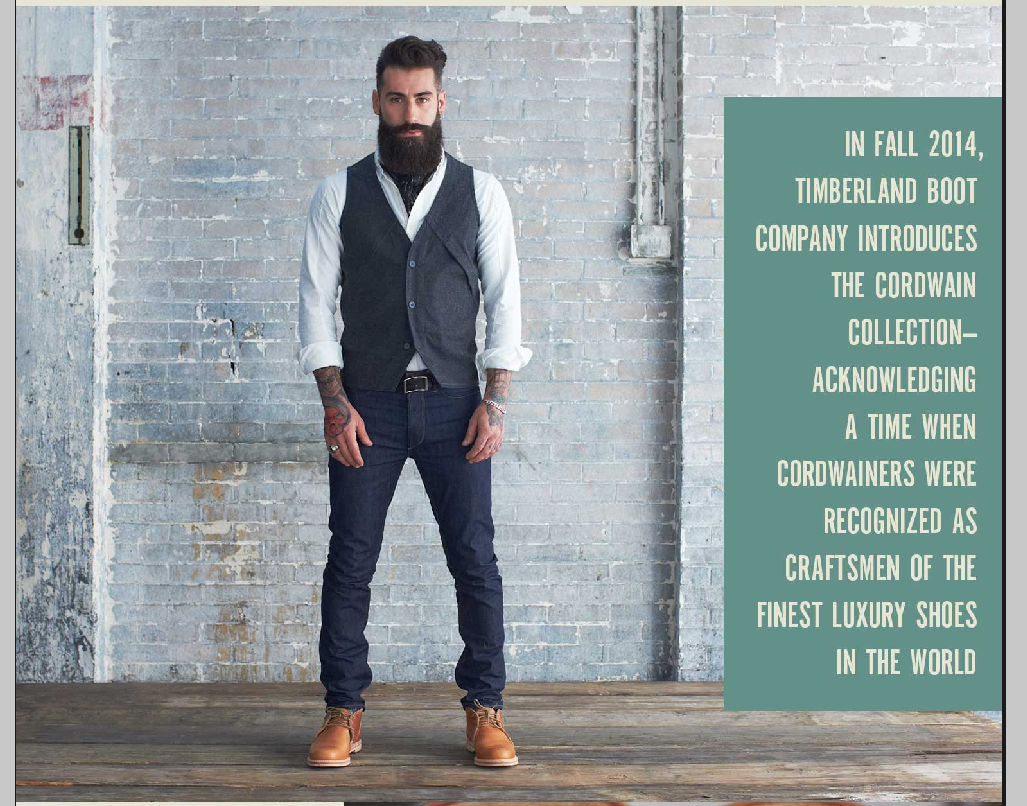 IN FALL 2014,
TIMBERLAND BOOT
COMPANY INTRODUCES
THE CORDWAIN
COLLECTION–
ACKNOWLEDGING
A TIME WHEN
CORDWAINERS WERE
RECOGNIZED AS
CRAFTSMEN OF THE
FINEST LUXURY SHOES
IN THE WORLD